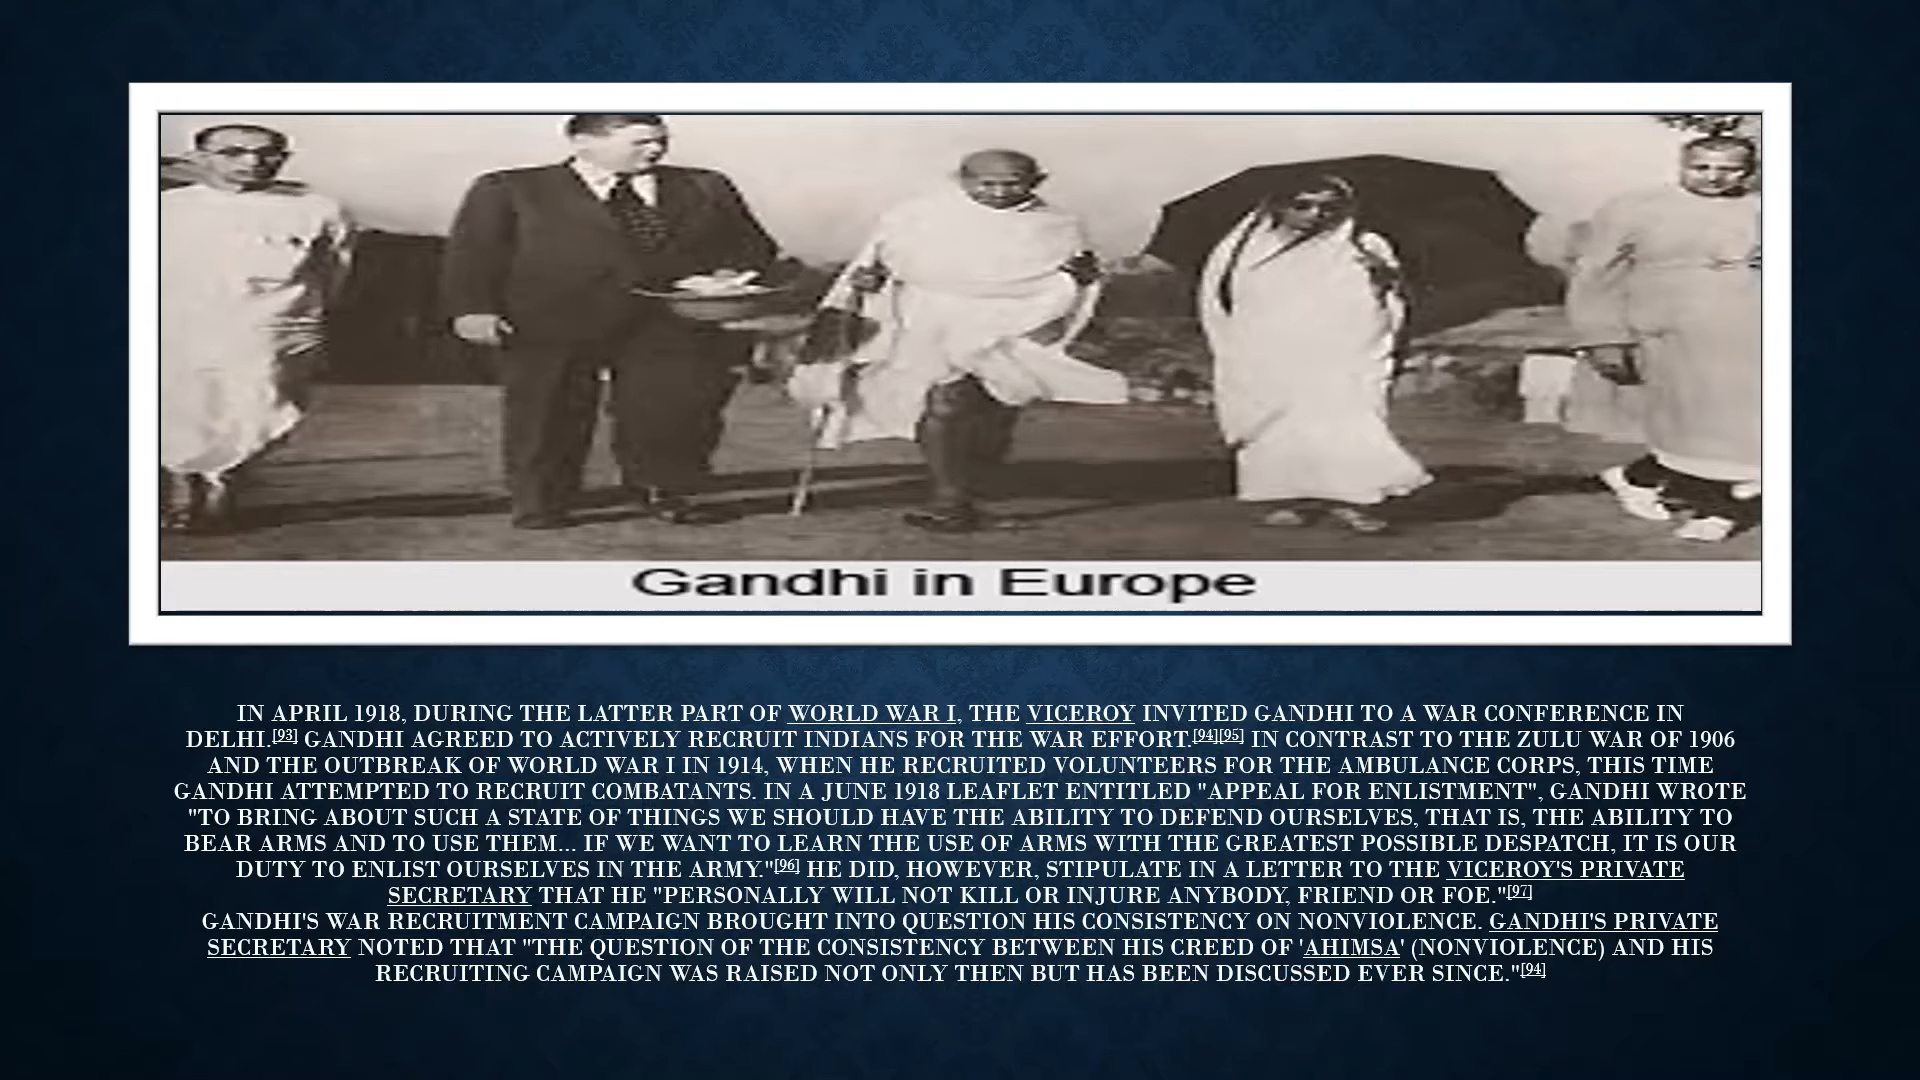 Gandhi in Europe
IN APRIL 1918, DURING THE LATTER PART OF WORLD WAR I, THE VICEROY INVITED GANDHI TO A WAR CONFERENCE IN
DELHI.[93] GANDHI AGREED TO ACTIVELY RECRUIT INDIANS FOR THE WAR EFFORT.[94][95] IN CONTRAST TO THE ZULU WAR OF 1906
AND THE OUTBREAK OF WORLD WAR I IN 1914, WHEN HE RECRUITED VOLUNTEERS FOR THE AMBULANCE CORPS, THIS TIME
GANDHI ATTEMPTED TO RECRUIT COMBATANTS. IN A JUNE 1918 LEAFLET ENTITLED "APPEAL FOR ENLISTMENT", GANDHI WROTE
"TO BRING ABOUT SUCH A STATE OF THINGS WE SHOULD HAVE THE ABILITY TO DEFEND OURSELVES, THAT IS, THE ABILITY TO
BEAR ARMS AND TO USE THEM... IF WE WANT TO LEARN THE USE OF ARMS WITH THE GREATEST POSSIBLE DESPATCH, IT IS OUR
DUTY TO ENLIST OURSELVES IN THE ARMY."[96] HE DID, HOWEVER, STIPULATE IN A LETTER TO THE VICEROY'S PRIVATE
SECRETARY THAT HE "PERSONALLY WILL NOT KILL OR INJURE ANYBODY, FRIEND OR FOE."[97]
GANDHI'S WAR RECRUITMENT CAMPAIGN BROUGHT INTO QUESTION HIS CONSISTENCY ON NONVIOLENCE. GANDHI'S PRIVATE
SECRETARY NOTED THAT "THE QUESTION OF THE CONSISTENCY BETWEEN HIS CREED OF 'AHIMSA' (NONVIOLENCE) AND HIS
RECRUITING CAMPAIGN WAS RAISED NOT ONLY THEN BUT HAS BEEN DISCUSSED EVER SINCE."[94]